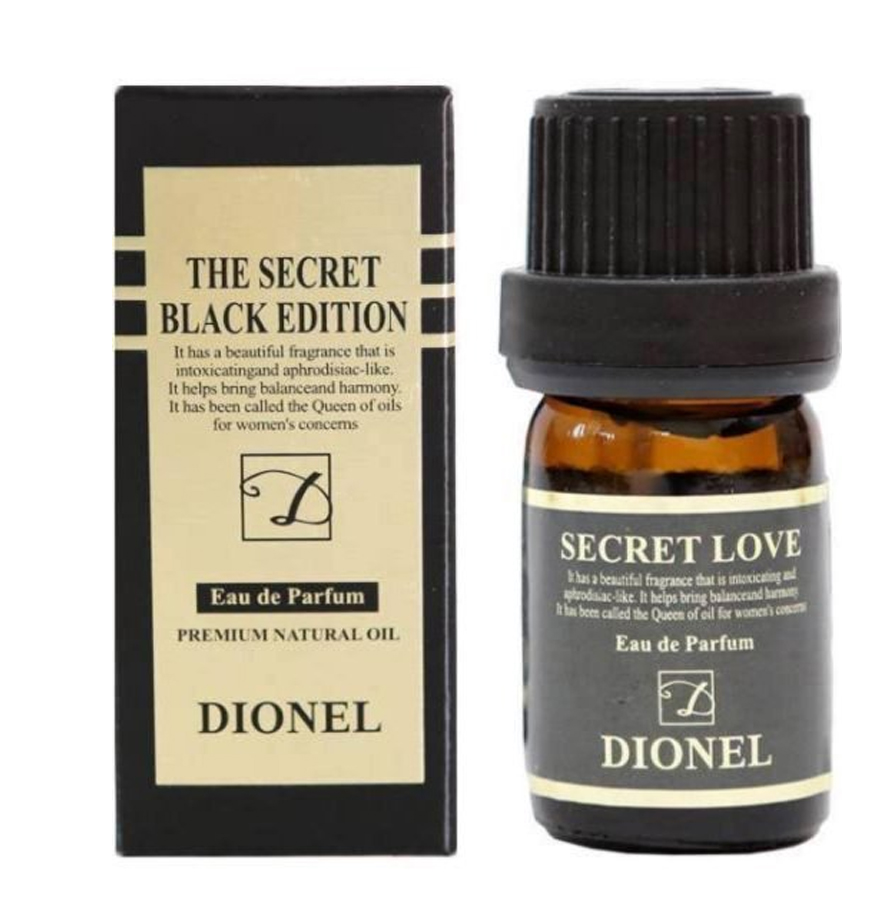 THE SECRET
BLACK EDITION
It has a beautiful fragrance that is
intoxicatingand aphrodisiac-like.
It helps bring balanceand harmony.
It has been called the Queen of oils
for women's concerns
D
Eau de Parfum
PREMIUM NATURAL OIL
DIONEL
SECRET LOVE
It has a beautiful fragrance that is intoxicating and
aphrodisiac-like. It helps bring balanceand harmony.
It has been called the Queen of oil for women's concerns
Eau de Parfum
D
DIONEL